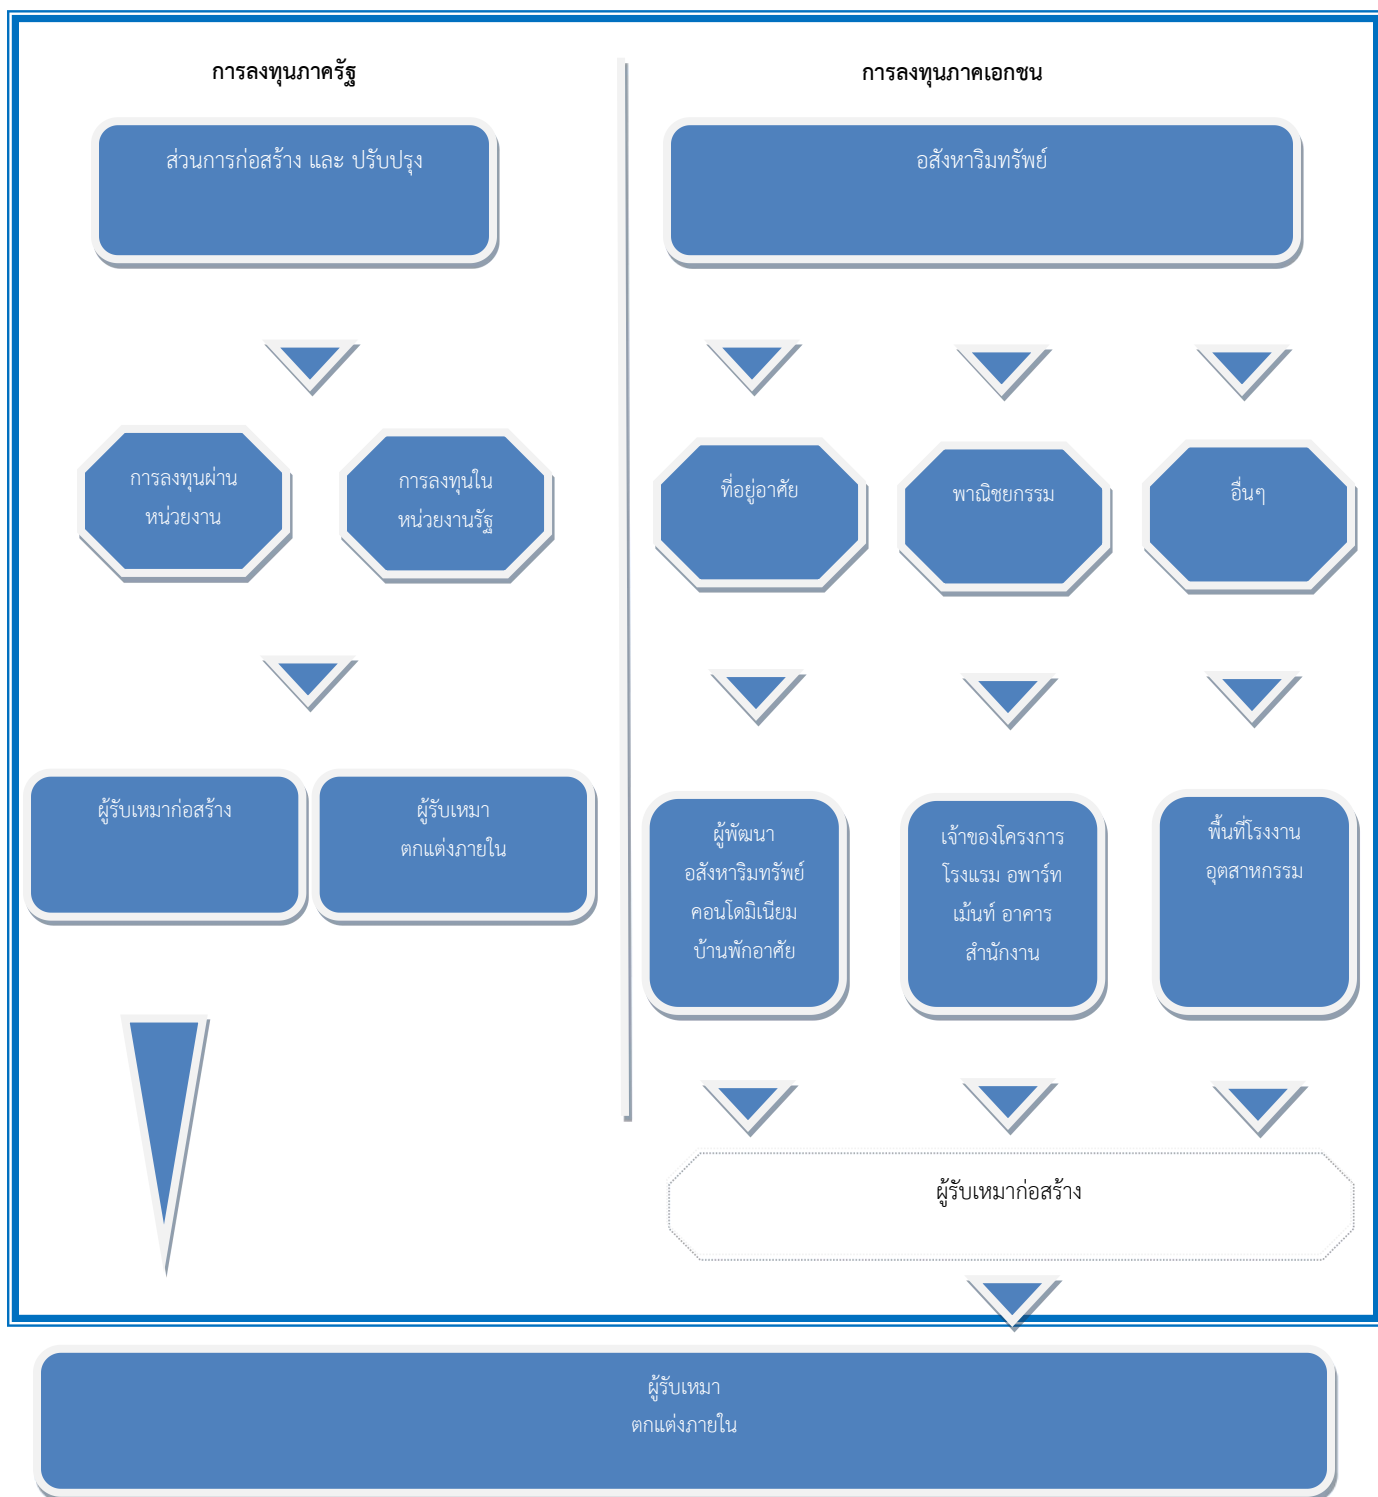 การลงทุนภาครัฐ
การลงทุนภาคเอกชน
ส่วนการก่อสร้าง และ ปรับปรุง
อสังหาริมทรัพย์
การลงทุนผ่าน
หน่วยงาน
การลงทุนใน
หน่วยงานรัฐ
ที่อยู่อาศัย
พาณิชยกรรม
อื่นๆ
ผู้รับเหมาก่อสร้าง
ผู้รับเหมา
ตกแต่งภายใน
ผู้พัฒนา
อสังหาริมทรัพย์
คอนโดมิเนียม
บ้านพักอาศัย
เจ้าของโครงการ
โรงแรม อพาร์ท
เม้นท์ อาคาร
สำนักงาน
พื้นที่โรงงาน
อุตสาหกรรม
ผู้รับเหมาก่อสร้าง
ผู้รับเหมา
ตกแต่งภายใน